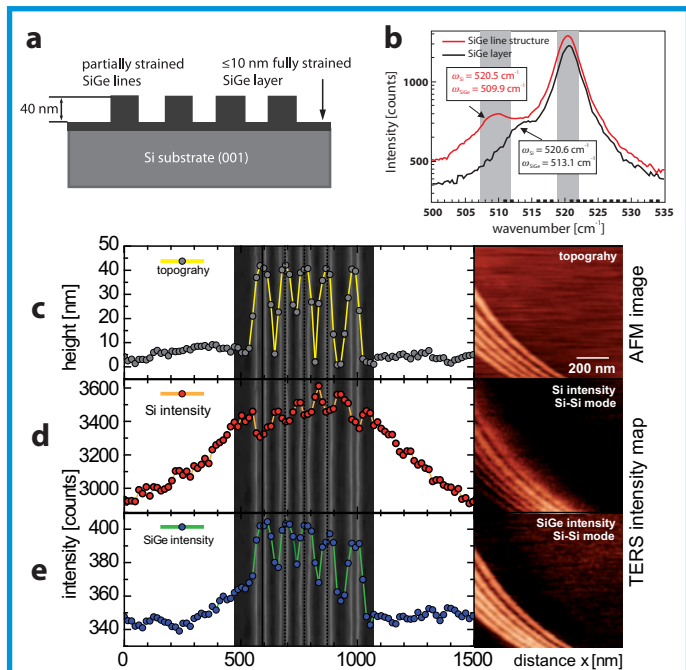 a
partially strained
SiGe lines
≤10 nm fully strained
SiGe layer
40 nm
Si substrate (001)
b
SiGe line structure
SiGe layer
ωSi = 520.5 cm⁻¹
ωSiGe = 509.9 cm⁻¹
ωSi = 520.6 cm⁻¹
ωSiGe = 513.1 cm⁻¹
Intensity [counts]
1000
500
500 505 510 515 520 525 530 535
wavenumber [cm⁻¹]
c
height [nm]
50
40
30
20
10
0
topograhy
topograhy
200 nm
AFM image
d
3600
3400
3200
3000
Si intensity
Si intensity
Si-Si mode
intensity [counts]
TERS intensity map
e
400
380
360
340
SiGe intensity
SiGe intensity
Si-Si mode
0 500 1000 1500
distance x [nm]